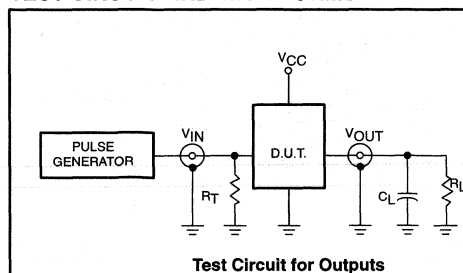 VCC
VIN
VOUT
PULSE
GENERATOR
D.U.T.
RT
CL
RL
Test Circuit for Outputs